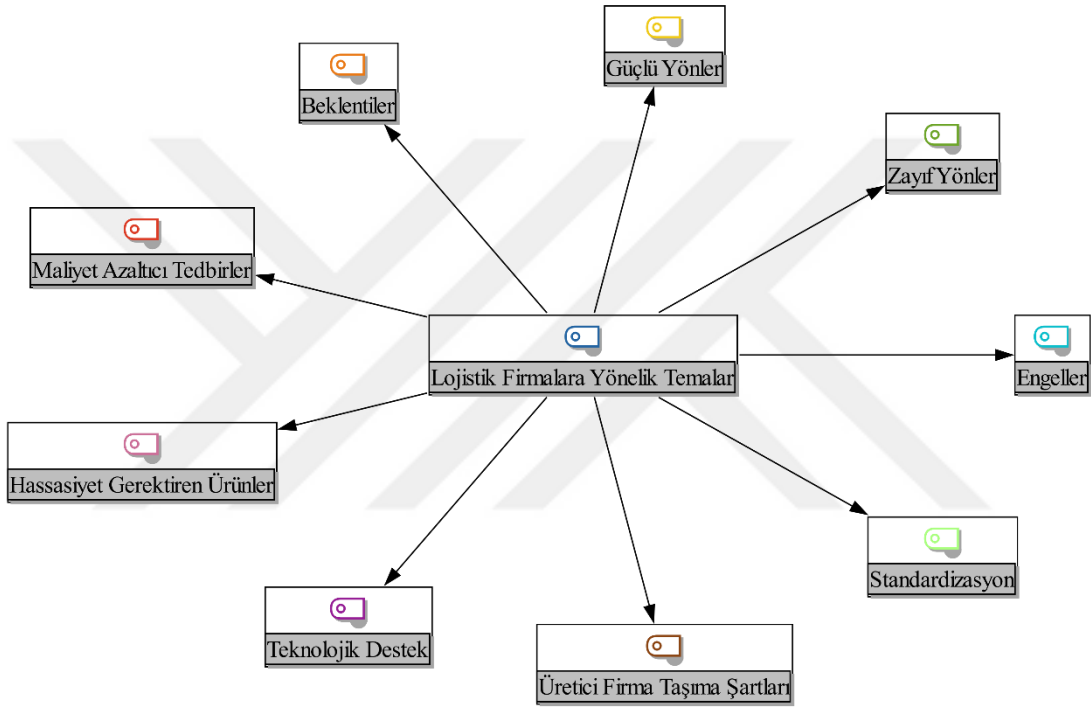 Güçlü Yönler
Beklentiler
Zayıf Yönler
Maliyet Azaltıcı Tedbirler
Lojistik Firmalara Yönelik Temalar
Engeller
Hassasiyet Gerektiren Ürünler
Standardizasyon
Teknolojik Destek
Üretici Firma Taşıma Şartları